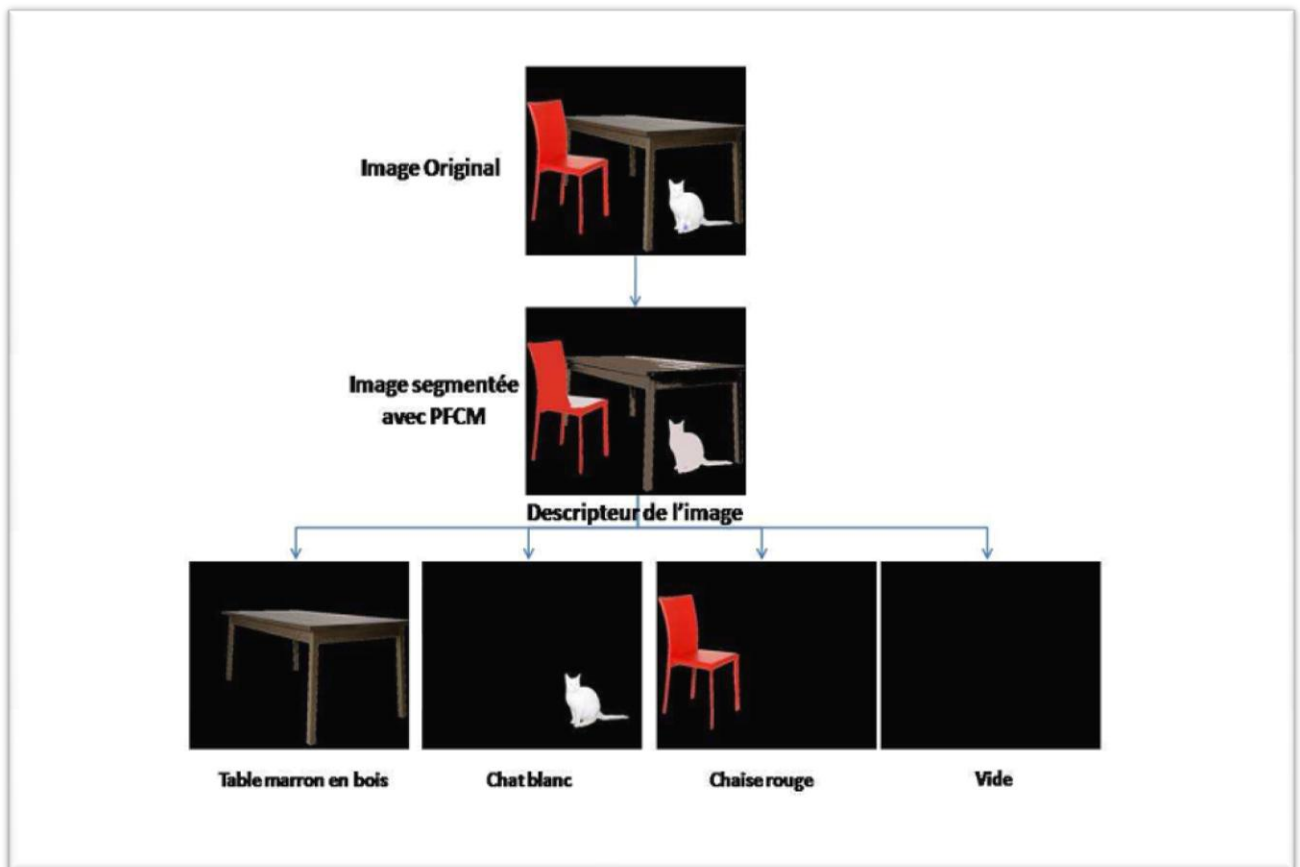 Image Original
Image segmentée
avec PFCM
Descripteur de l'image
Table marron en bois
Chat blanc
Chaise rouge
Vide